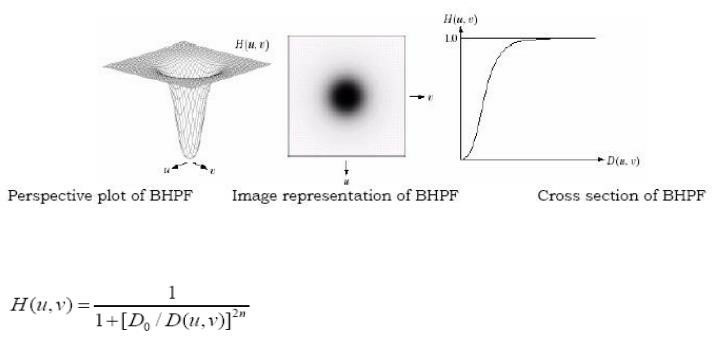 H(u, v)
u
v
v
u
H(u, v)
1.0
D(u, v)
Perspective plot of BHPF
Image representation of BHPF
Cross section of BHPF
H(u,v) = 1 / 1+[D₀ / D(u,v)]²ⁿ